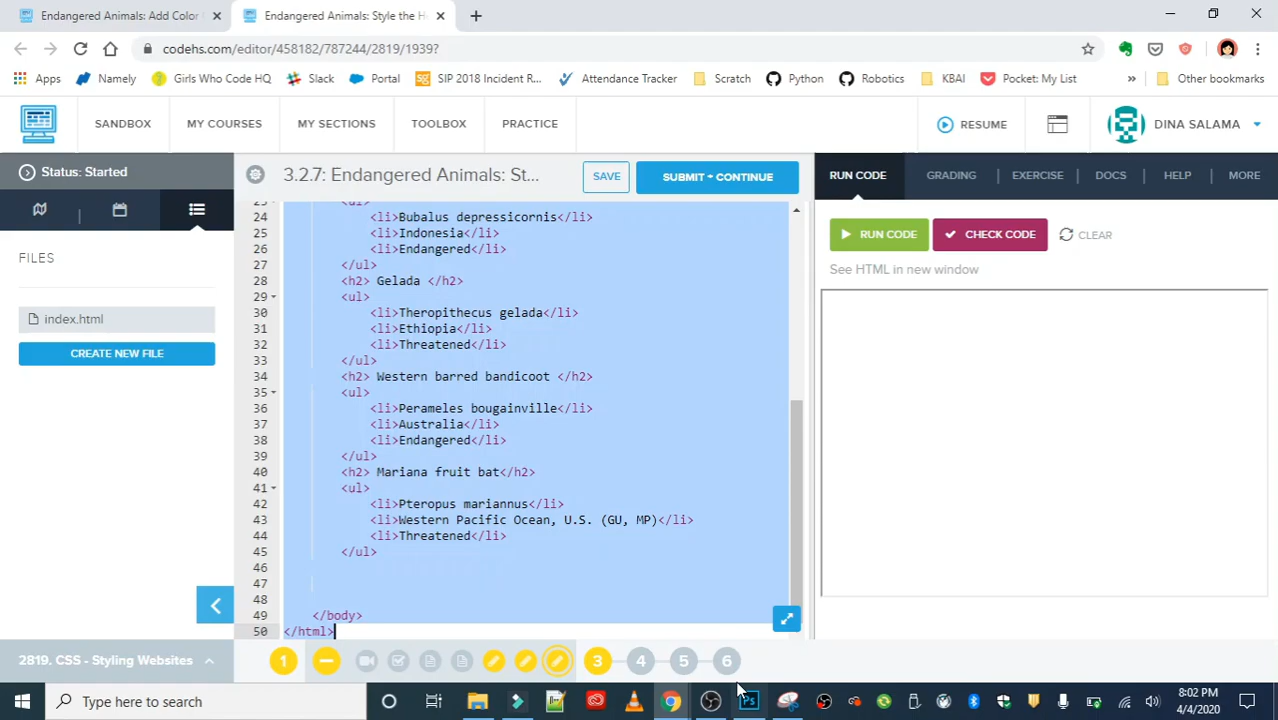 Endangered Animals: Add Color
Endangered Animals: Style the H
codehs.com/editor/458182/787244/2819/1939?
Apps Namely Girls Who Code HQ Slack Portal SIP 2018 Incident R... Attendance Tracker Scratch Python Robotics KBAI Pocket: My List » Other bookmarks
SANDBOX MY COURSES MY SECTIONS TOOLBOX PRACTICE RESUME DINA SALAMA
Status: Started
3.2.7: Endangered Animals: St...
SAVE
SUBMIT + CONTINUE
RUN CODE GRADING EXERCISE DOCS HELP MORE
FILES
index.html
CREATE NEW FILE
23 <ul>
24 <li>Bubalus depressicornis</li>
25 <li>Indonesia</li>
26 <li>Endangered</li>
27 </ul>
28 <h2> Gelada </h2>
29 <ul>
30 <li>Theropithecus gelada</li>
31 <li>Ethiopia</li>
32 <li>Threatened</li>
33 </ul>
34 <h2> Western barred bandicoot </h2>
35 <ul>
36 <li>Perameles bougainville</li>
37 <li>Australia</li>
38 <li>Endangered</li>
39 </ul>
40 <h2> Mariana fruit bat</h2>
41 <ul>
42 <li>Pteropus mariannus</li>
43 <li>Western Pacific Ocean, U.S. (GU, MP)</li>
44 <li>Threatened</li>
45 </ul>
46
47
48
49 </body>
50 </html>
RUN CODE CHECK CODE CLEAR
See HTML in new window
2819. CSS - Styling Websites
1 3 4 5 6
Type here to search
Ps
8:02 PM
4/4/2020